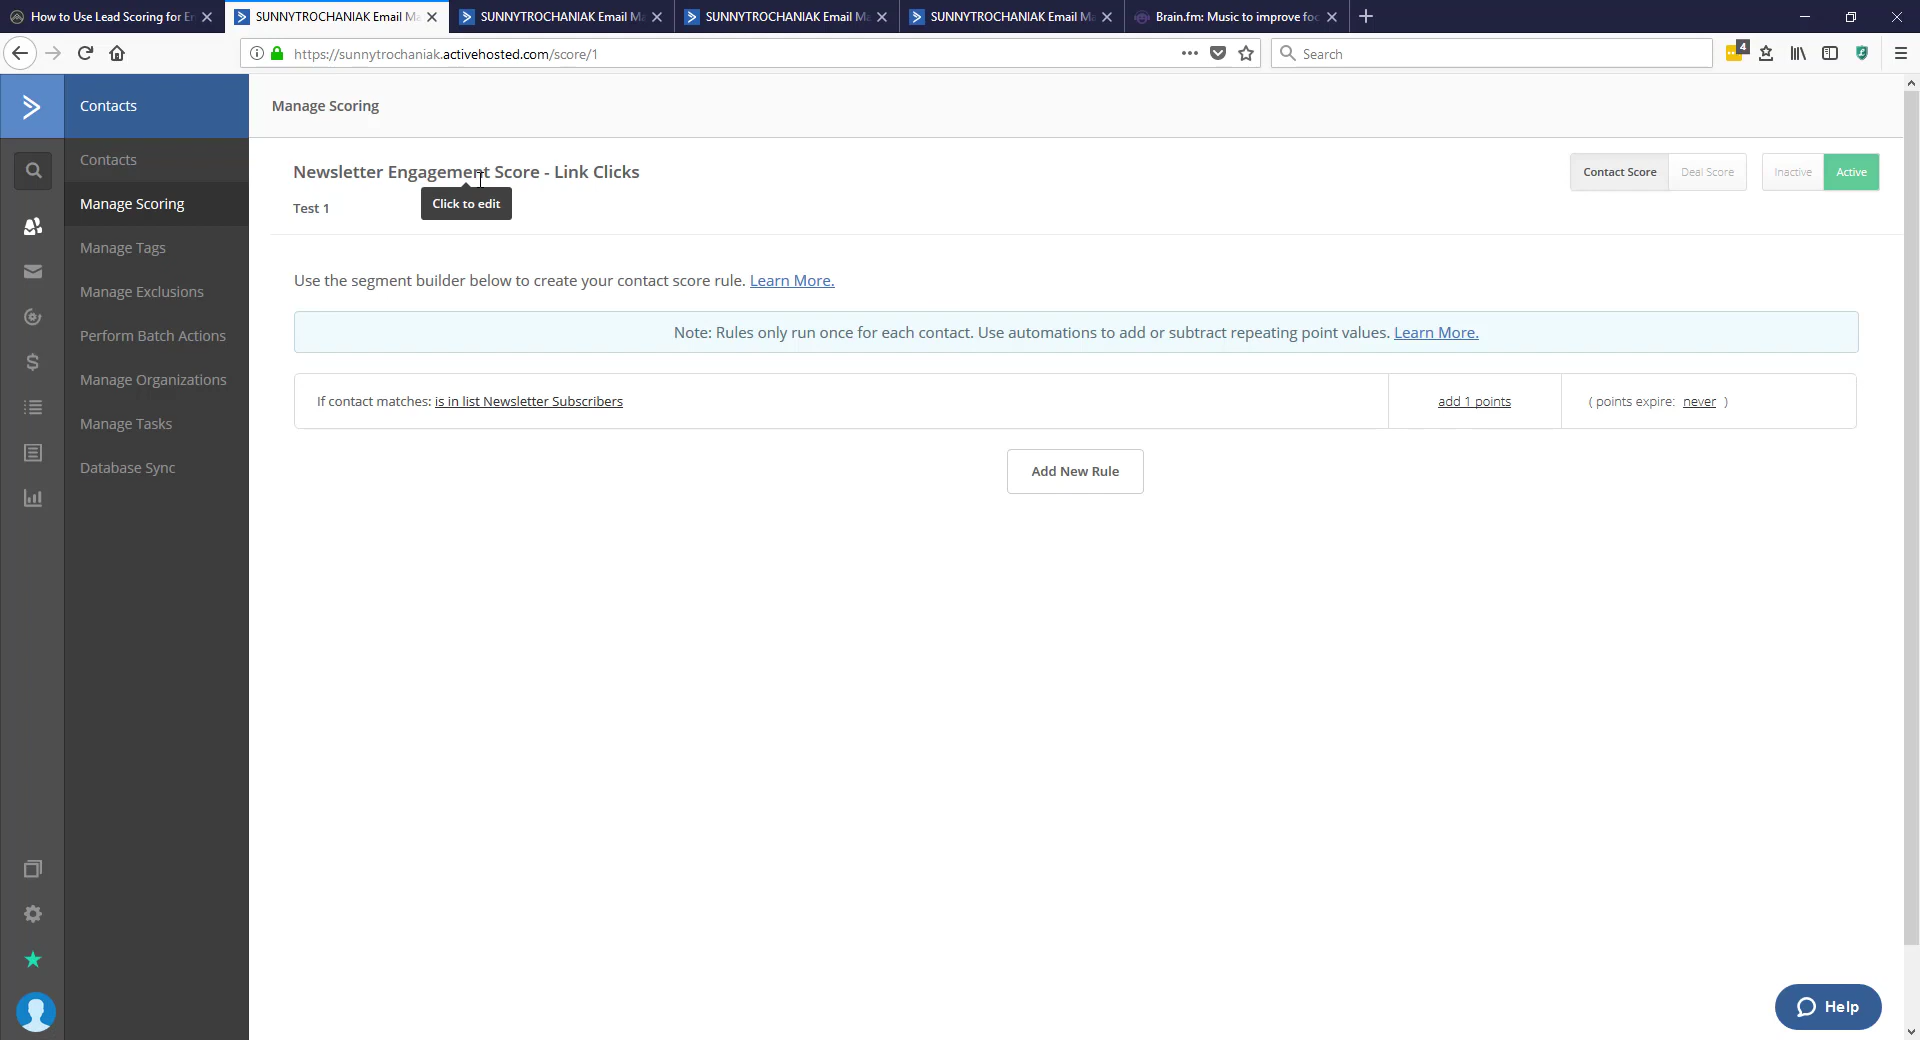 How to Use Lead Scoring for E
SUNNYTROCHANIAK Email Ma
SUNNYTROCHANIAK Email M
SUNNYTROCHANIAK Email M
SUNNYTROCHANIAK Email Ma
Brain.fm: Music to improve foc
https://sunnytrochaniak.activehosted.com/score/1
Search
4
Contacts
Manage Scoring
Contacts
Manage Scoring
Manage Tags
Manage Exclusions
Perform Batch Actions
Manage Organizations
Manage Tasks
Database Sync
Newsletter Engagement Score - Link Clicks
Click to edit
Test 1
Contact Score
Deal Score
Inactive
Active
Use the segment builder below to create your contact score rule. Learn More.
Note: Rules only run once for each contact. Use automations to add or subtract repeating point values. Learn More.
If contact matches: is in list Newsletter Subscribers
add 1 points
( points expire: never )
Add New Rule
Help